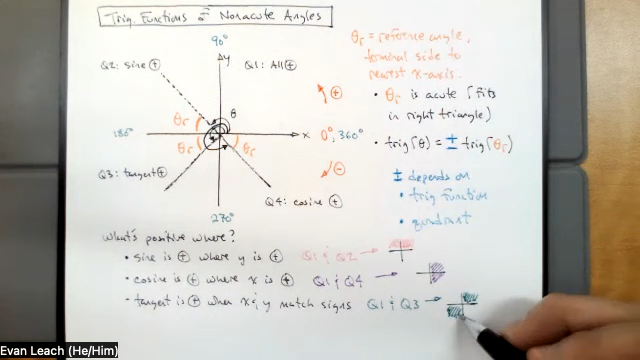 Trig. Functions of Nonacute Angles
90°
y
Q2: sine ⊕
Q1: All ⊕
θr
θ
180°
x
0°, 360°
θr
θr
⊕
⊖
Q3: tangent ⊕
Q4: cosine ⊕
270°
θr = reference angle,
terminal side to
nearest x-axis.
• θr is acute (fits
in right triangle)
• trig(θ) = ± trig(θr)
± depends on
• trig function
• quadrant
What's positive where?
• sine is ⊕ where y is ⊕ Q1 & Q2 →
• cosine is ⊕ where x is ⊕ Q1 & Q4 →
• tangent is ⊕ when x & y match signs Q1 & Q3 →
Evan Leach (He/Him)